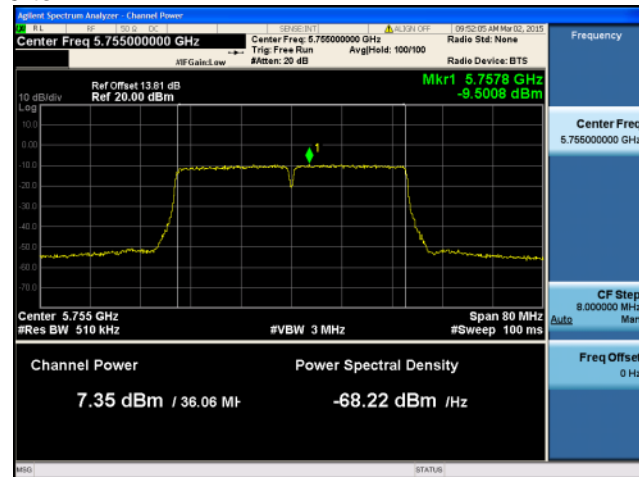 Agilent Spectrum Analyzer - Channel Power
RL RF 50 Ω DC SENSE:INT ALIGN OFF 09:52:05 AM Mar 02, 2015
Center Freq 5.755000000 GHz
Center Freq: 5.755000000 GHz
Radio Std: None
Trig: Free Run Avg|Hold: 100/100
#IFGain:Low #Atten: 20 dB Radio Device: BTS
Frequency
Mkr1 5.7578 GHz
-9.5008 dBm
Ref Offset 13.81 dB
10 dB/div Ref 20.00 dBm
Log
10.0
0.00
-10.0
-20.0
-30.0
-40.0
-50.0
-60.0
-70.0
1
Center 5.755 GHz Span 80 MHz
#Res BW 510 kHz #VBW 3 MHz #Sweep 100 ms
Channel Power Power Spectral Density
7.35 dBm / 36.06 MH -68.22 dBm /Hz
Center Freq
5.755000000 GHz
CF Step
8.000000 MHz
Auto Man
Freq Offset
0 Hz
MSG STATUS